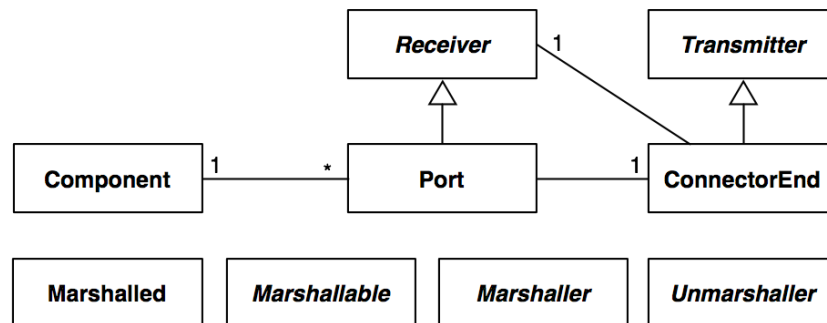 Receiver 1 Transmitter
Component 1 * Port 1 ConnectorEnd
Marshalled Marshallable Marshaller Unmarshaller